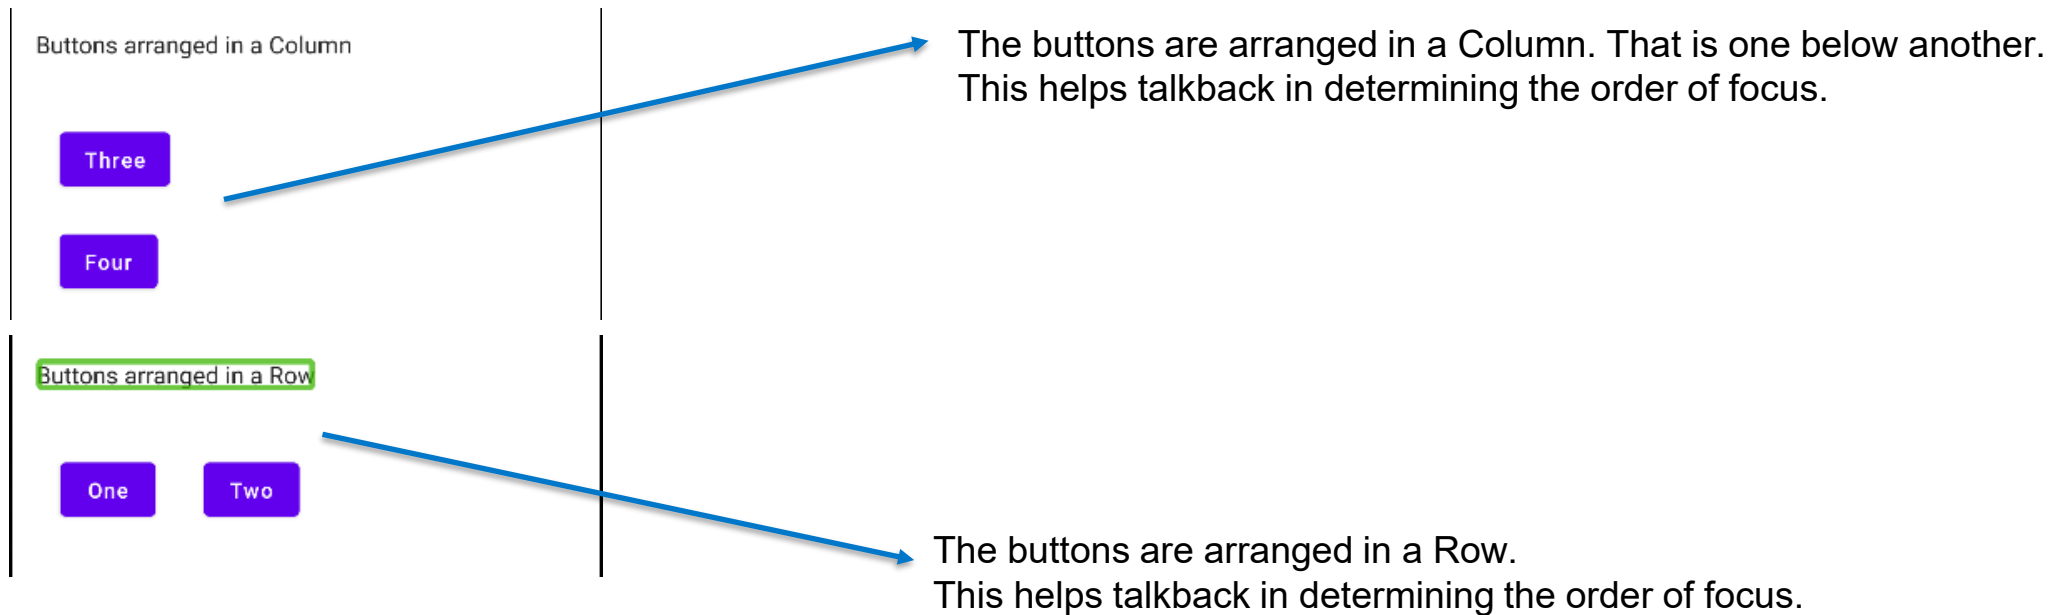 Buttons arranged in a Column
Three
Four
The buttons are arranged in a Column. That is one below another.
This helps talkback in determining the order of focus.
Buttons arranged in a Row
One Two
The buttons are arranged in a Row.
This helps talkback in determining the order of focus.